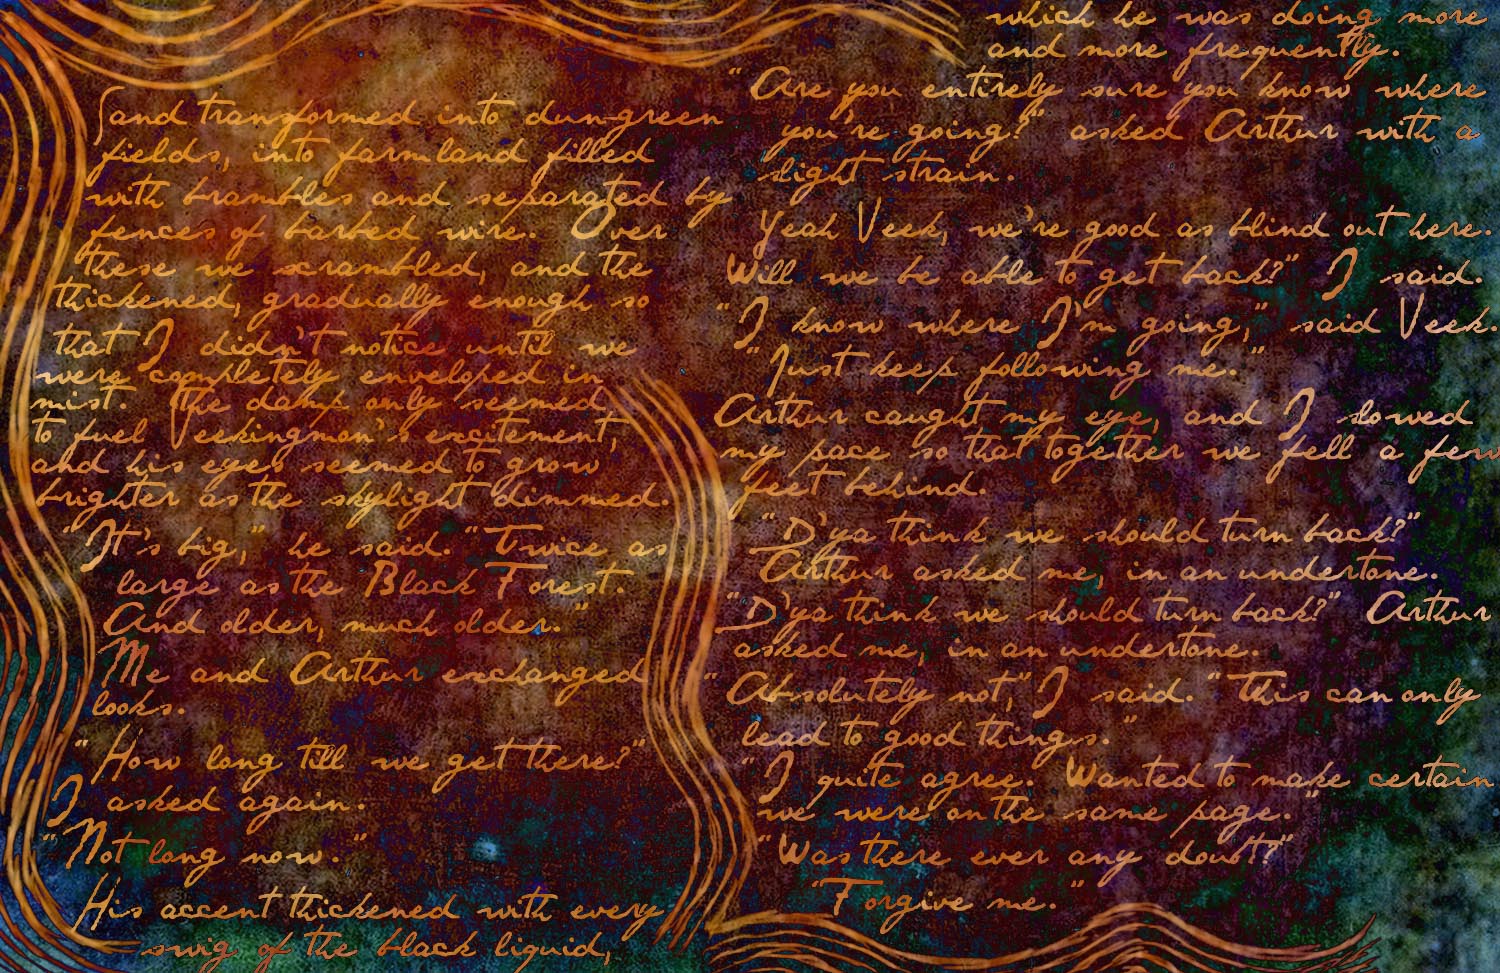 and transformed into dun-green
fields, into farmland filled
with brambles and separated by
fences of barbed wire. Over
these we scrambled, and the
thickened, gradually enough so
that I didn't notice until we
were completely enveloped in
mist. The damp only seemed
to fuel Veekingman's excitement,
and his eyes seemed to grow
brighter as the skylight dimmed.
"It's big," he said. "Twice as
large as the Black Forest.
And older, much older."
Me and Arthur exchanged
looks.
"How long till we get there?"
I asked again.
"Not long now."
His accent thickened with every
swig of the black liquid,
which he was doing more
and more frequently.
"Are you entirely sure you know where
you're going?" asked Arthur with a
slight strain.
Yeah Veek, we're good as blind out here.
Will we be able to get back?" I said.
"I know where I'm going," said Veek.
"Just keep following me."
Arthur caught my eye, and I slowed
my pace so that together we fell a few
feet behind.
"D'ya think we should turn back?"
Arthur asked me, in an undertone.
"D'ya think we should turn back?" Arthur
asked me, in an undertone.
"Absolutely not," I said. "This can only
lead to good things."
"I quite agree. Wanted to make certain
we were on the same page."
"Was there ever any doubt?"
"Forgive me."